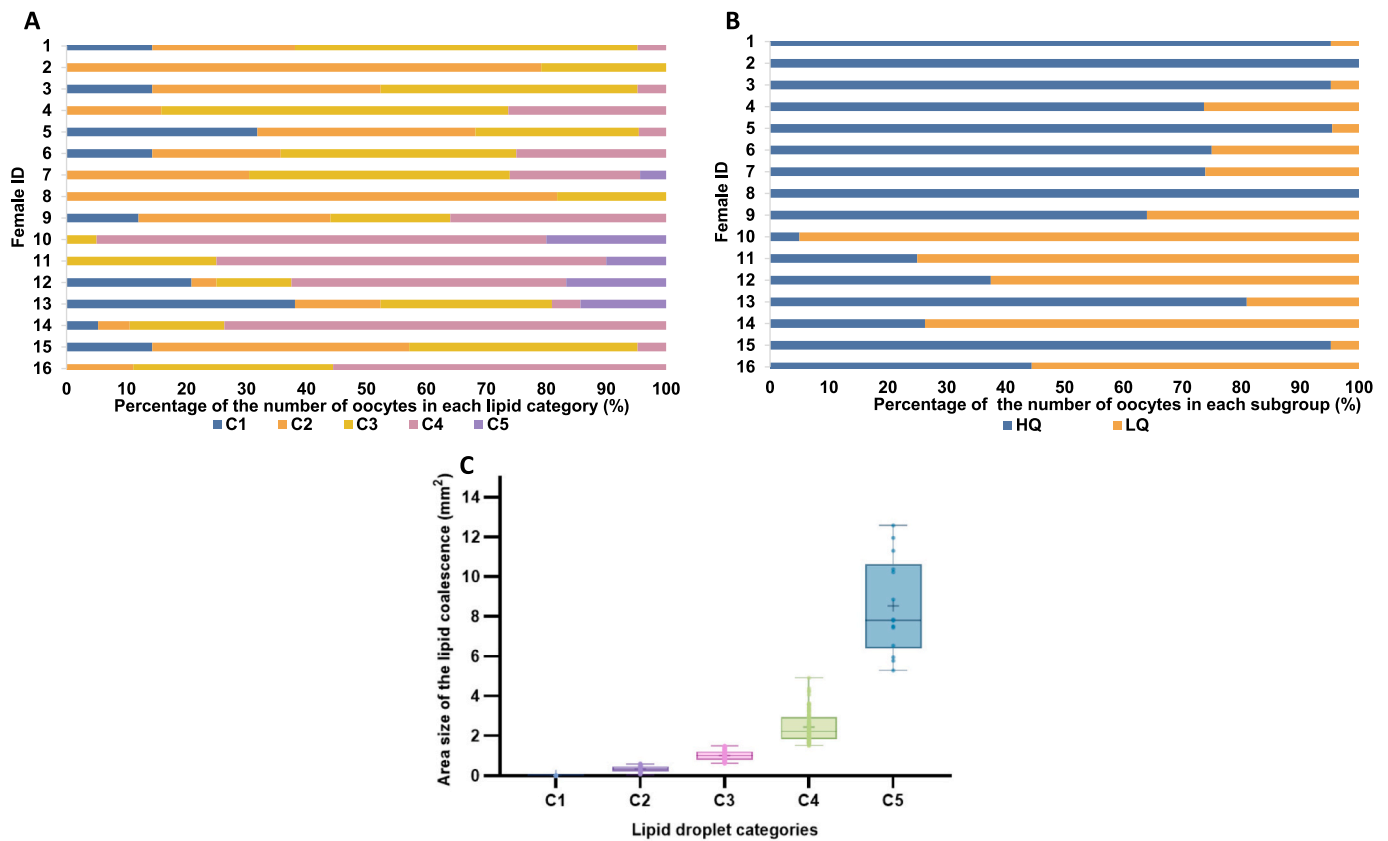 A
Female ID
1
2
3
4
5
6
7
8
9
10
11
12
13
14
15
16
0 10 20 30 40 50 60 70 80 90 100
Percentage of the number of oocytes in each lipid category (%)
C1 C2 C3 C4 C5
B
Female ID
1
2
3
4
5
6
7
8
9
10
11
12
13
14
15
16
0 10 20 30 40 50 60 70 80 90 100
Percentage of the number of oocytes in each subgroup (%)
HQ LQ
C
Area size of the lipid coalescence (mm²)
14
12
10
8
6
4
2
0
C1 C2 C3 C4 C5
Lipid droplet categories